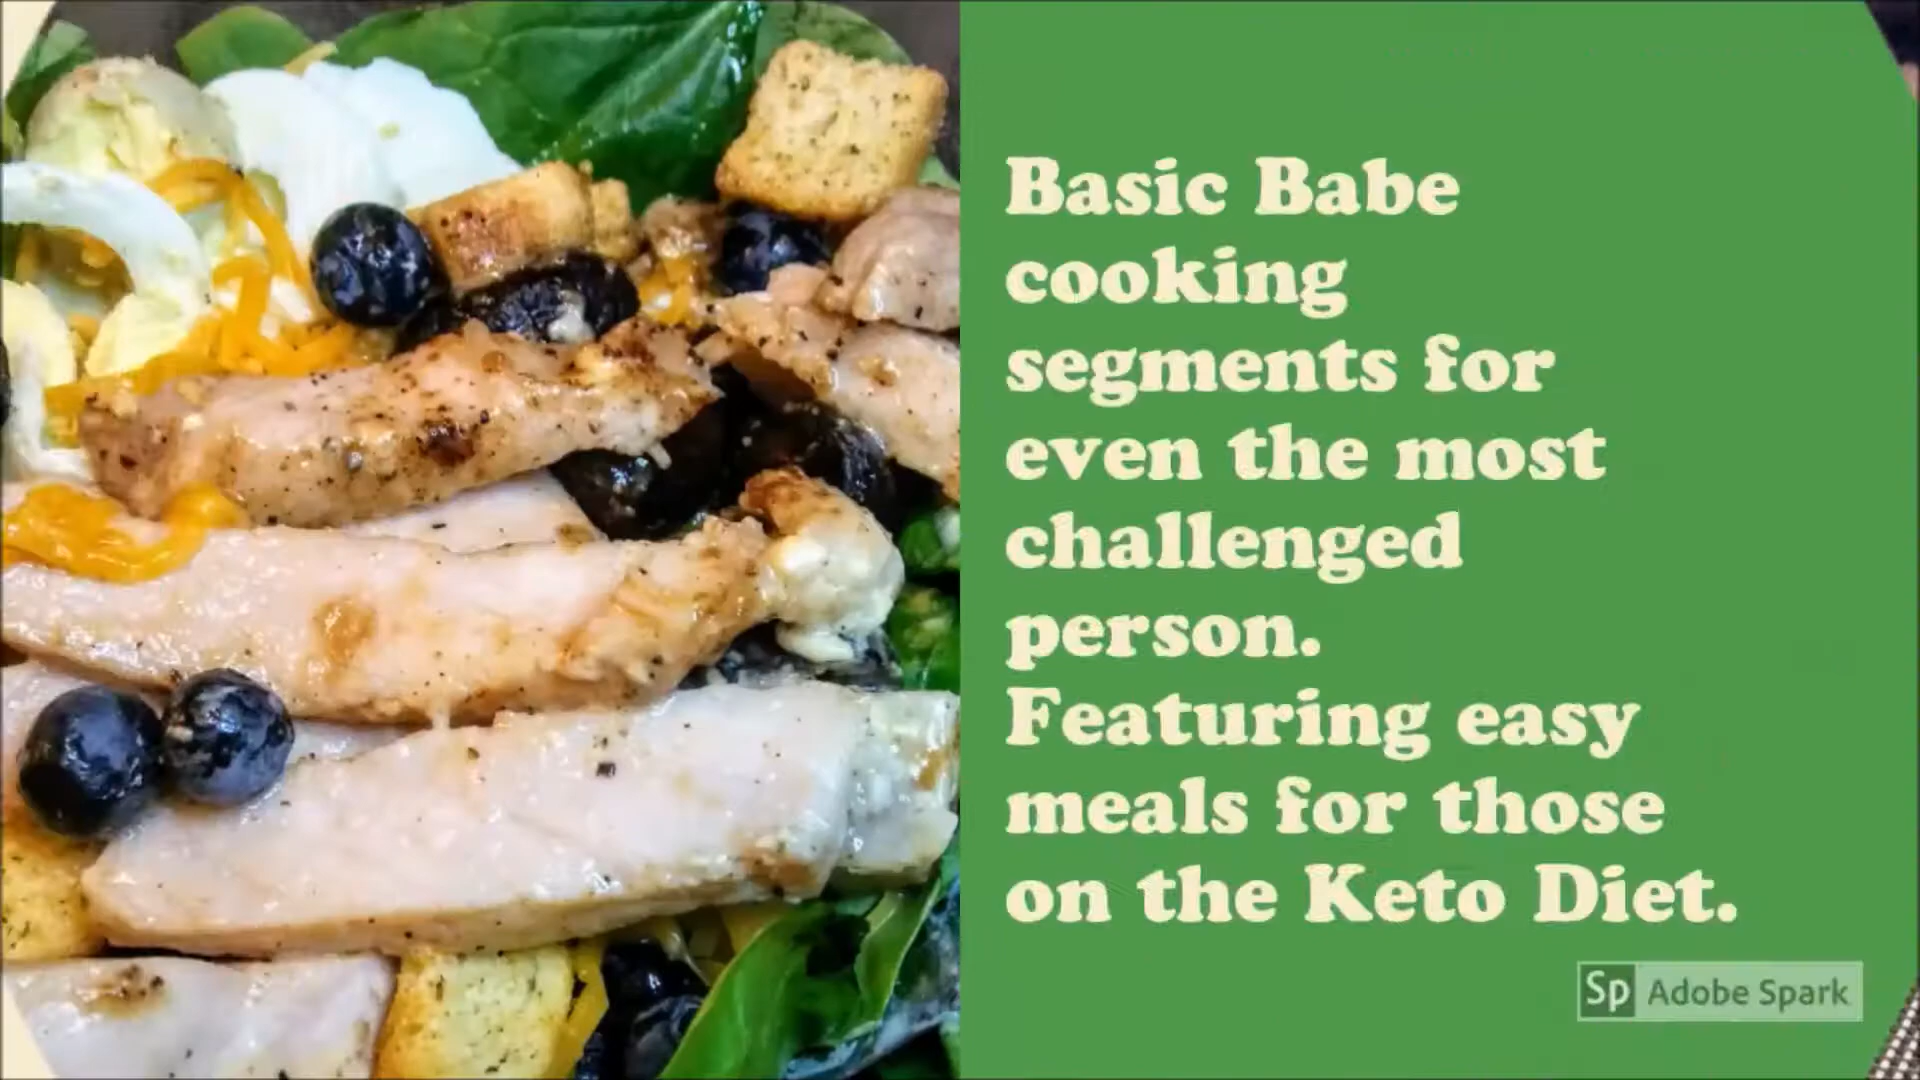 Basic Babe
cooking
segments for
even the most
challenged
person.
Featuring easy
meals for those
on the Keto Diet.
Sp Adobe Spark